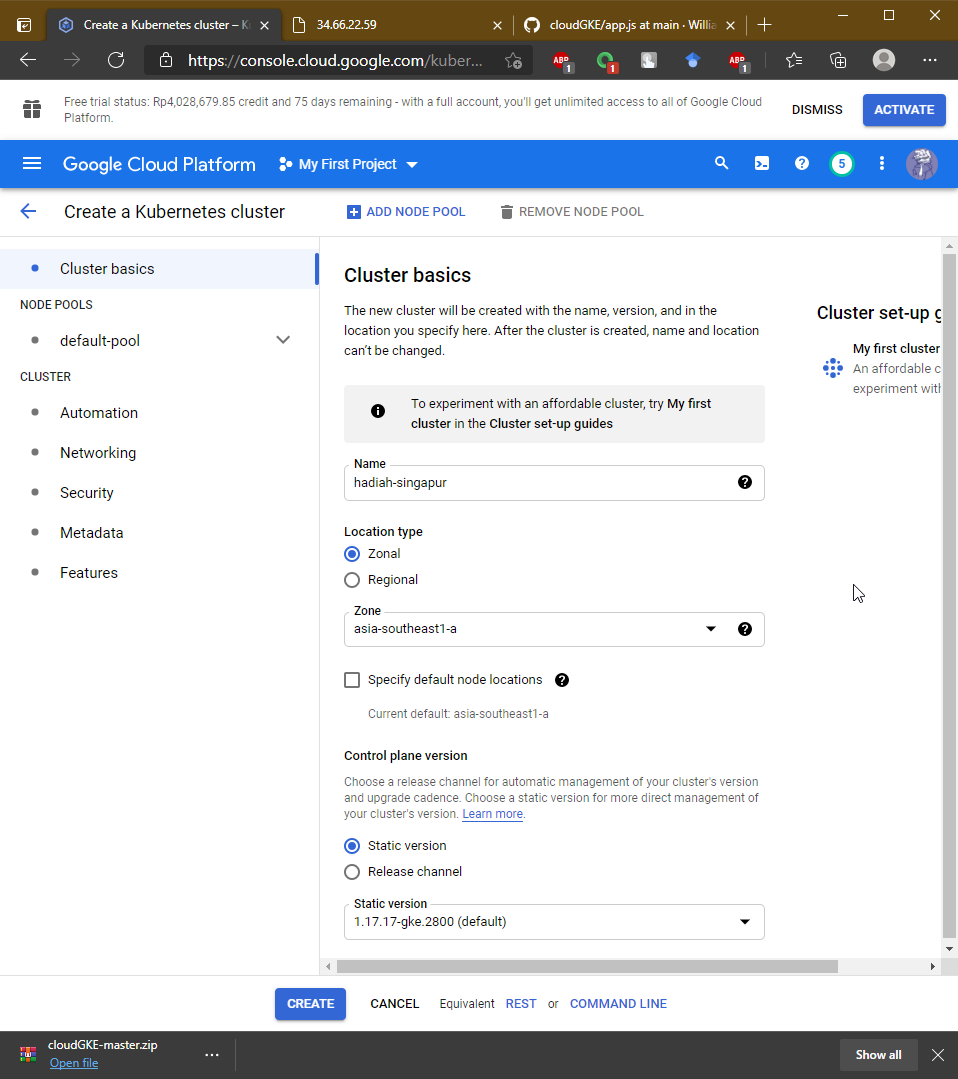 Create a Kubernetes cluster – K
34.66.22.59
cloudGKE/app.js at main · Willia
https://console.cloud.google.com/kuber...
ABP 1
1
ABP 1
Free trial status: Rp4,028,679.85 credit and 75 days remaining - with a full account, you'll get unlimited access to all of Google Cloud
Platform.
DISMISS
ACTIVATE
Google Cloud Platform
My First Project
5
Create a Kubernetes cluster
ADD NODE POOL
REMOVE NODE POOL
Cluster basics
NODE POOLS
default-pool
CLUSTER
Automation
Networking
Security
Metadata
Features
Cluster basics
The new cluster will be created with the name, version, and in the
location you specify here. After the cluster is created, name and location
can't be changed.
To experiment with an affordable cluster, try My first
cluster in the Cluster set-up guides
Name
hadiah-singapur
Location type
Zonal
Regional
Zone
asia-southeast1-a
Specify default node locations
Current default: asia-southeast1-a
Control plane version
Choose a release channel for automatic management of your cluster's version
and upgrade cadence. Choose a static version for more direct management of
your cluster's version. Learn more.
Static version
Release channel
Static version
1.17.17-gke.2800 (default)
Cluster set-up g
My first cluster
An affordable c
experiment with
CREATE
CANCEL
Equivalent REST or COMMAND LINE
cloudGKE-master.zip
Open file
...
Show all